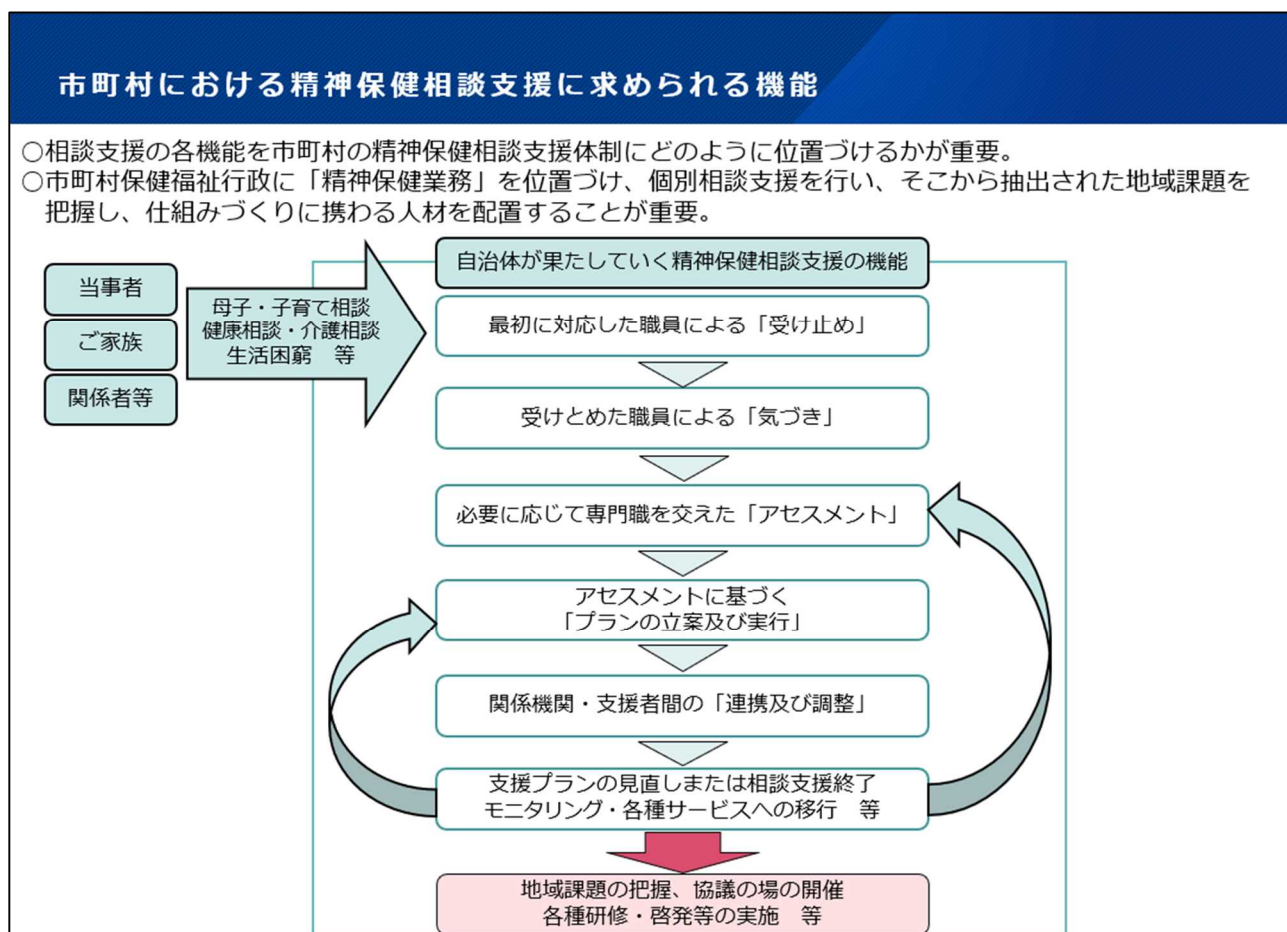 市町村における精神保健相談支援に求められる機能
○相談支援の各機能を市町村の精神保健相談支援体制にどのように位置づけるかが重要。
○市町村保健福祉行政に「精神保健業務」を位置づけ、個別相談支援を行い、そこから抽出された地域課題を
把握し、仕組みづくりに携わる人材を配置することが重要。
当事者
ご家族
関係者等
母子・子育て相談
健康相談・介護相談
生活困窮　等
自治体が果たしていく精神保健相談支援の機能
最初に対応した職員による「受け止め」
受けとめた職員による「気づき」
必要に応じて専門職を交えた「アセスメント」
アセスメントに基づく
「プランの立案及び実行」
関係機関・支援者間の「連携及び調整」
支援プランの見直しまたは相談支援終了
モニタリング・各種サービスへの移行　等
地域課題の把握、協議の場の開催
各種研修・啓発等の実施　等